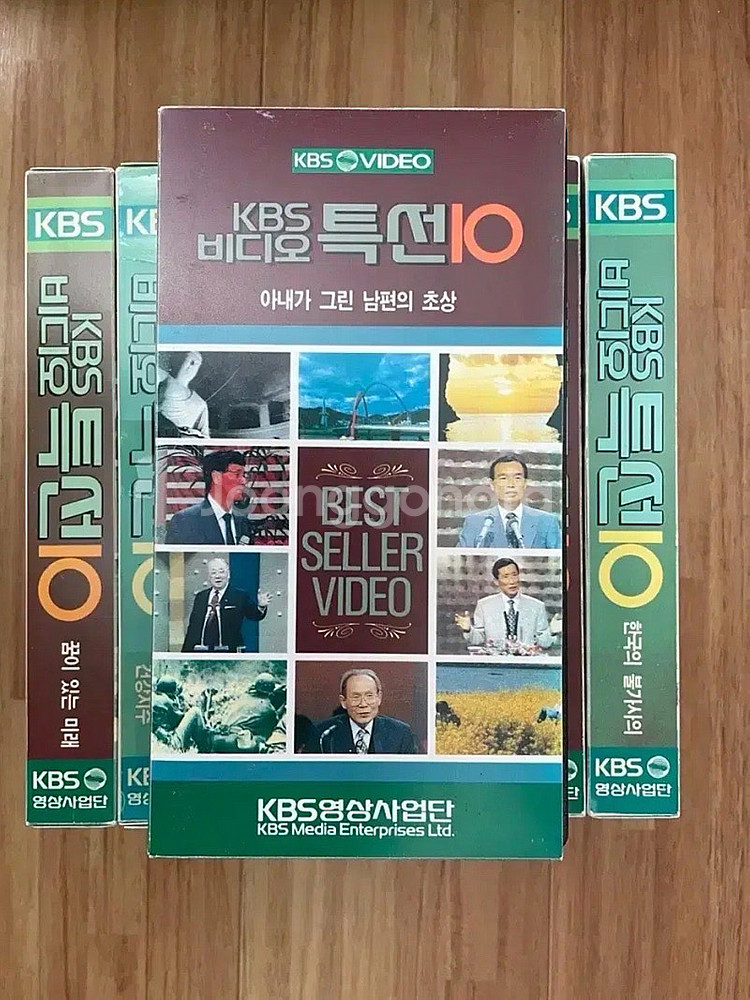 KBS VIDEO
KBS
비디오 특선10
아내가 그린 남편의 초상
BEST
SELLER
VIDEO
KBS영상사업단
KBS Media Enterprises Ltd.
KBS
KBS
비디오 특선10
꿈이 있는 미래
KBS
영상사업단
KBS
KBS
비디오 특선10
한국의 불가사의
KBS
영상사업단